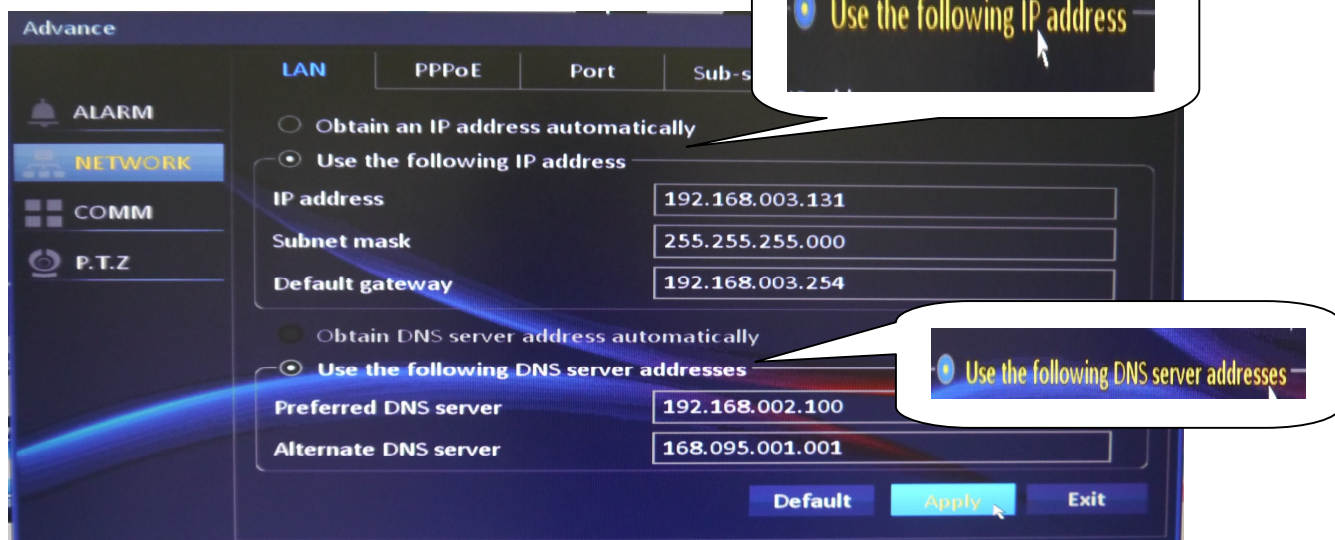 Advance
Use the following IP address
LAN PPPoE Port Sub-s
ALARM
Obtain an IP address automatically
NETWORK
Use the following IP address
IP address 192.168.003.131
COMM
Subnet mask 255.255.255.000
P.T.Z
Default gateway 192.168.003.254
Obtain DNS server address automatically
Use the following DNS server addresses
Use the following DNS server addresses
Preferred DNS server 192.168.002.100
Alternate DNS server 168.095.001.001
Default Apply Exit